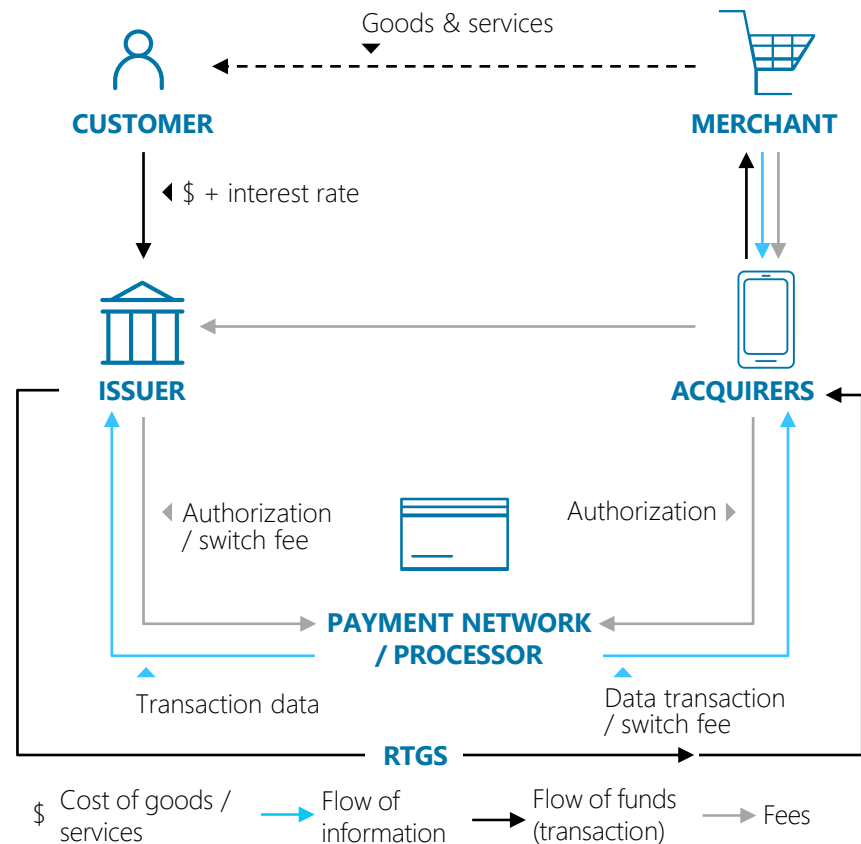 Goods & services
CUSTOMER
MERCHANT
$ + interest rate
ISSUER
ACQUIRERS
Authorization
/ switch fee
Authorization
PAYMENT NETWORK
/ PROCESSOR
Transaction data
Data transaction
/ switch fee
RTGS
$ Cost of goods /
services
Flow of
information
Flow of funds
(transaction)
Fees